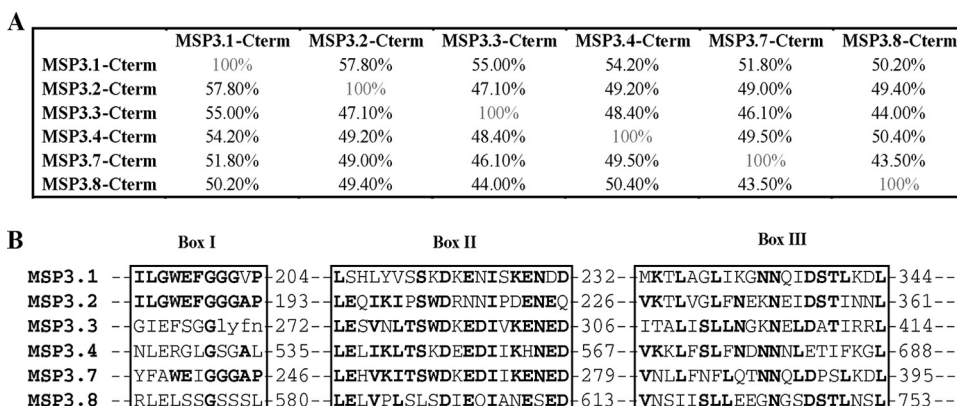 A
MSP3.1-Cterm MSP3.2-Cterm MSP3.3-Cterm MSP3.4-Cterm MSP3.7-Cterm MSP3.8-Cterm
MSP3.1-Cterm 100% 57.80% 55.00% 54.20% 51.80% 50.20%
MSP3.2-Cterm 57.80% 100% 47.10% 49.20% 49.00% 49.40%
MSP3.3-Cterm 55.00% 47.10% 100% 48.40% 46.10% 44.00%
MSP3.4-Cterm 54.20% 49.20% 48.40% 100% 49.50% 50.40%
MSP3.7-Cterm 51.80% 49.00% 46.10% 49.50% 100% 43.50%
MSP3.8-Cterm 50.20% 49.40% 44.00% 50.40% 43.50% 100%
B Box I Box II Box III
MSP3.1 --ILGWEFGGGVP-204--LSHLYVSSSKDKENISKENDD-232--MKTLAGLIKGNNQIDSTLKDL-344---
MSP3.2 --ILGWEFGGGAP-193--LEQIKIPSWDRNNIPDENEQ-226--VKTLVGLFNEKNEIDSTINNL-361---
MSP3.3 --GIEFSGGlyfn-272--LESVNLTSWDKEDIVKENED-306--ITALISLLNGKNELDATIRRL-414---
MSP3.4 --NLERGLGSGAL-535--LELIKLTSKDEEDIIKHNED-567--VKKLFSLFNDNNNLETIFKGL-688---
MSP3.7 --YFAWEIGGGAP-246--LEHVKITSWDKEDIIKENED-279--VNLLFNFLQTNNQLDPSLKDL-395---
MSP3.8 --RLELSSGSSSL-580--LELVPLSLSDIEQIANESED-613--VNSIISLLEEGNGSDSTLNSL-753---